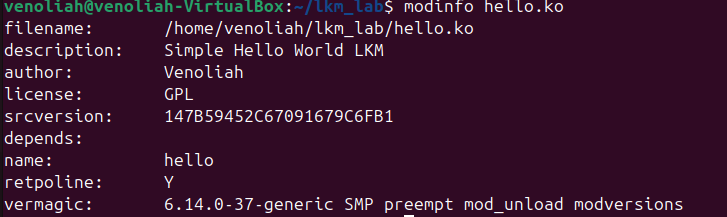 venoliah@venoliah-VirtualBox:~/lkm_lab$ modinfo hello.ko
filename:       /home/venoliah/lkm_lab/hello.ko
description:    Simple Hello World LKM
author:         Venoliah
license:        GPL
srcversion:     147B59452C67091679C6FB1
depends:
name:           hello
retpoline:      Y
vermagic:       6.14.0-37-generic SMP preempt mod_unload modversions